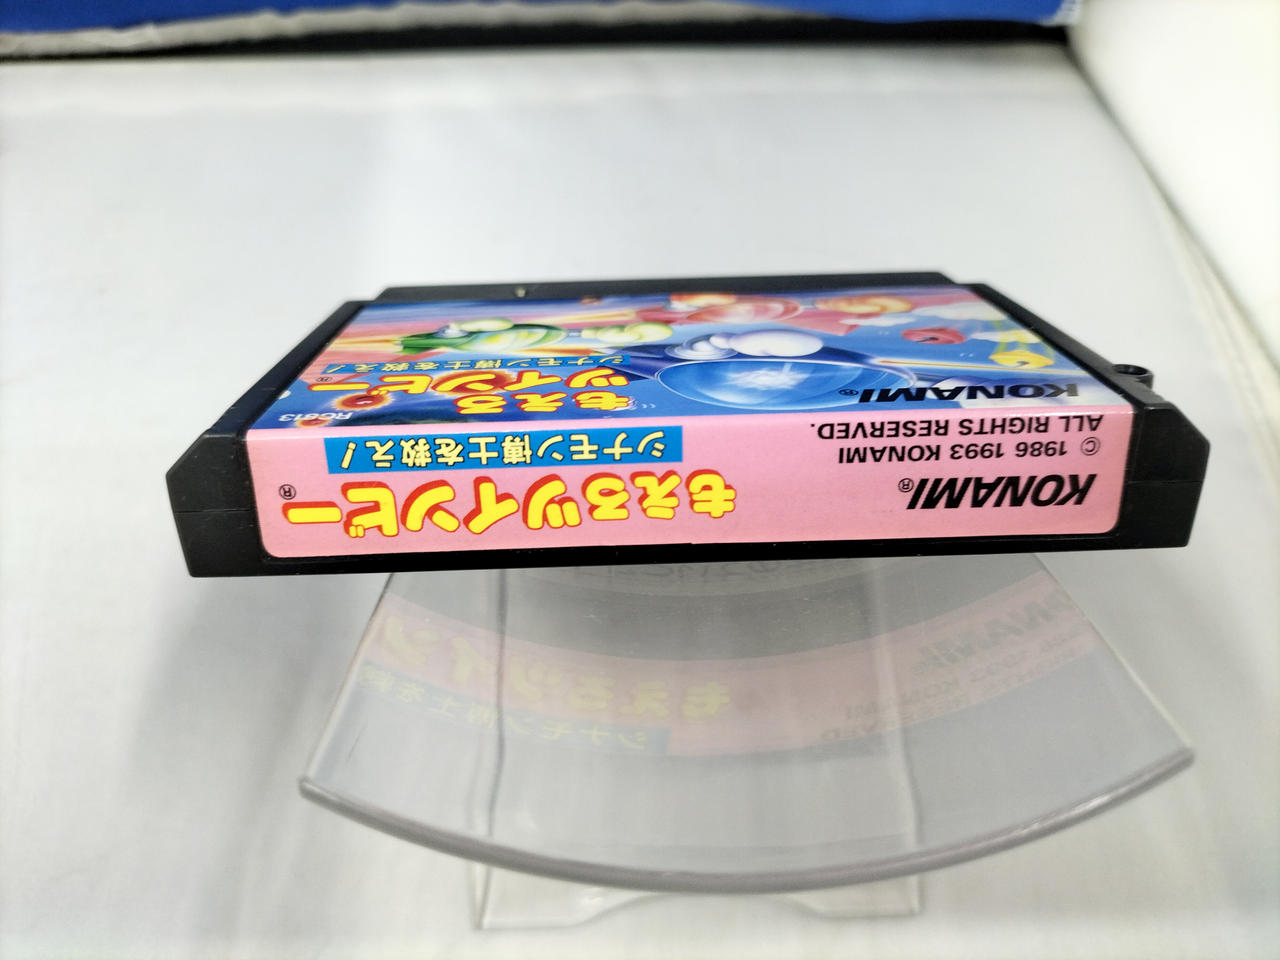 KONAMI®
© 1986 1993 KONAMI
ALL RIGHTS RESERVED.
もえろツインビー®
シナモン博士を救え!
KONAMI®
もえろ
ツインビー®
シナモン博士を救え!
RC813